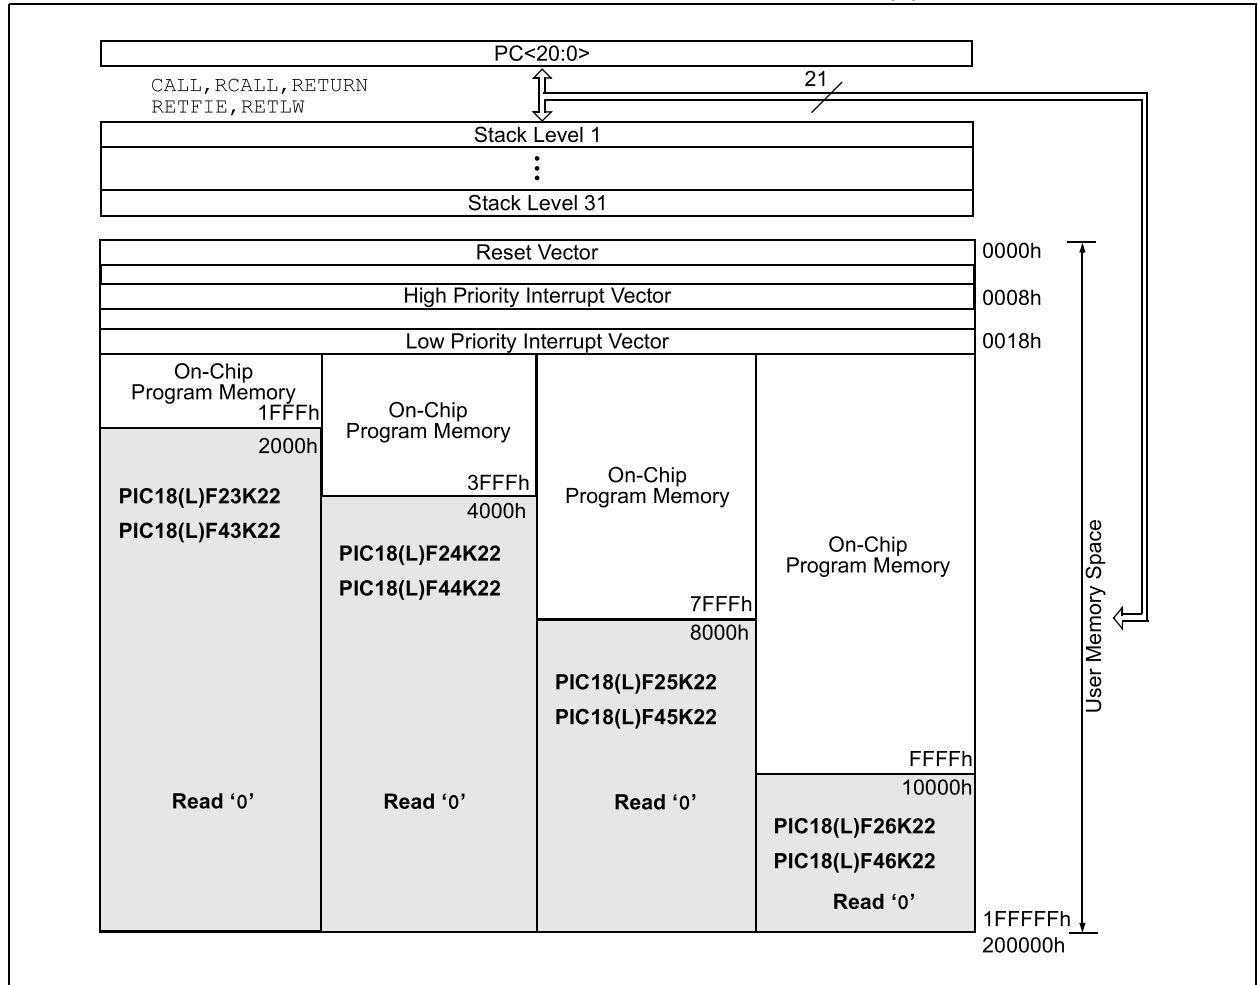 PC<20:0>
CALL,RCALL,RETURN
RETFIE,RETLW
21
Stack Level 1
Stack Level 31
Reset Vector
0000h
High Priority Interrupt Vector
0008h
Low Priority Interrupt Vector
0018h
On-Chip
Program Memory
1FFFh
2000h
PIC18(L)F23K22
PIC18(L)F43K22
Read ‘0’
On-Chip
Program Memory
3FFFh
4000h
PIC18(L)F24K22
PIC18(L)F44K22
Read ‘0’
On-Chip
Program Memory
7FFFh
8000h
PIC18(L)F25K22
PIC18(L)F45K22
Read ‘0’
On-Chip
Program Memory
FFFFh
10000h
PIC18(L)F26K22
PIC18(L)F46K22
Read ‘0’
1FFFFFh
200000h
User Memory Space